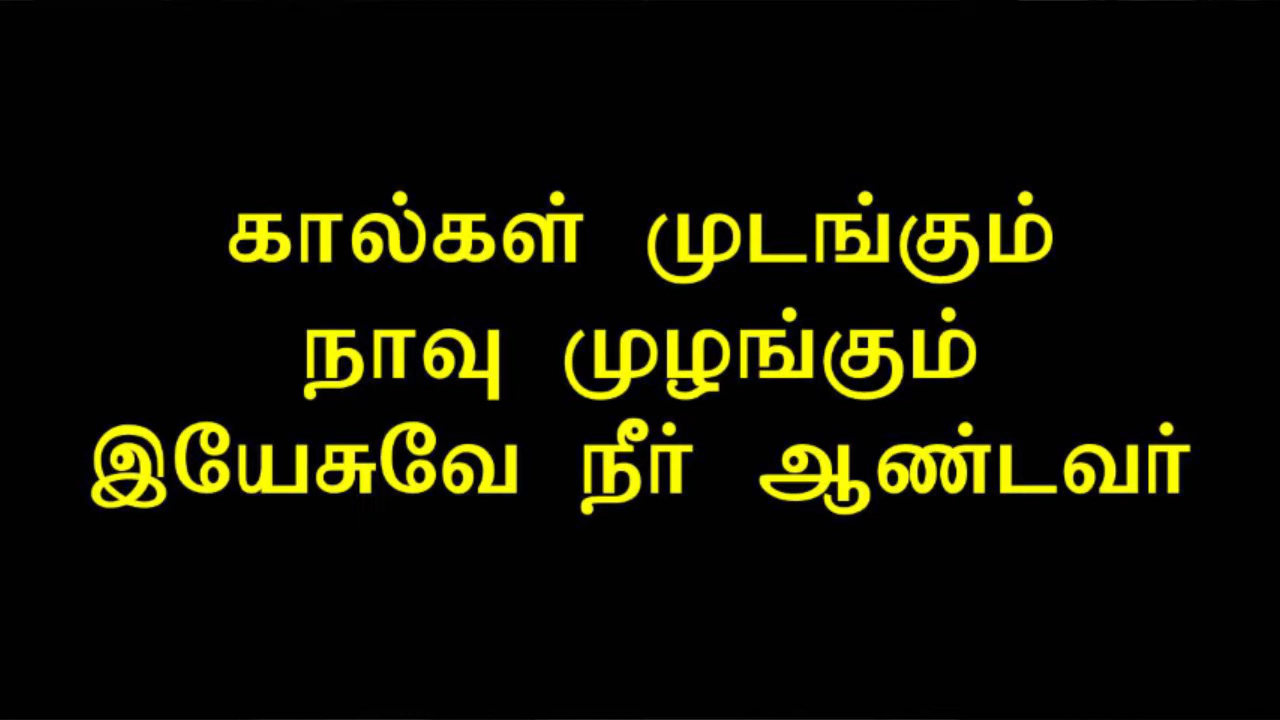 கால்கள் முடங்கும்
நாவு முழங்கும்
இயேசுவே நீர் ஆண்டவர்